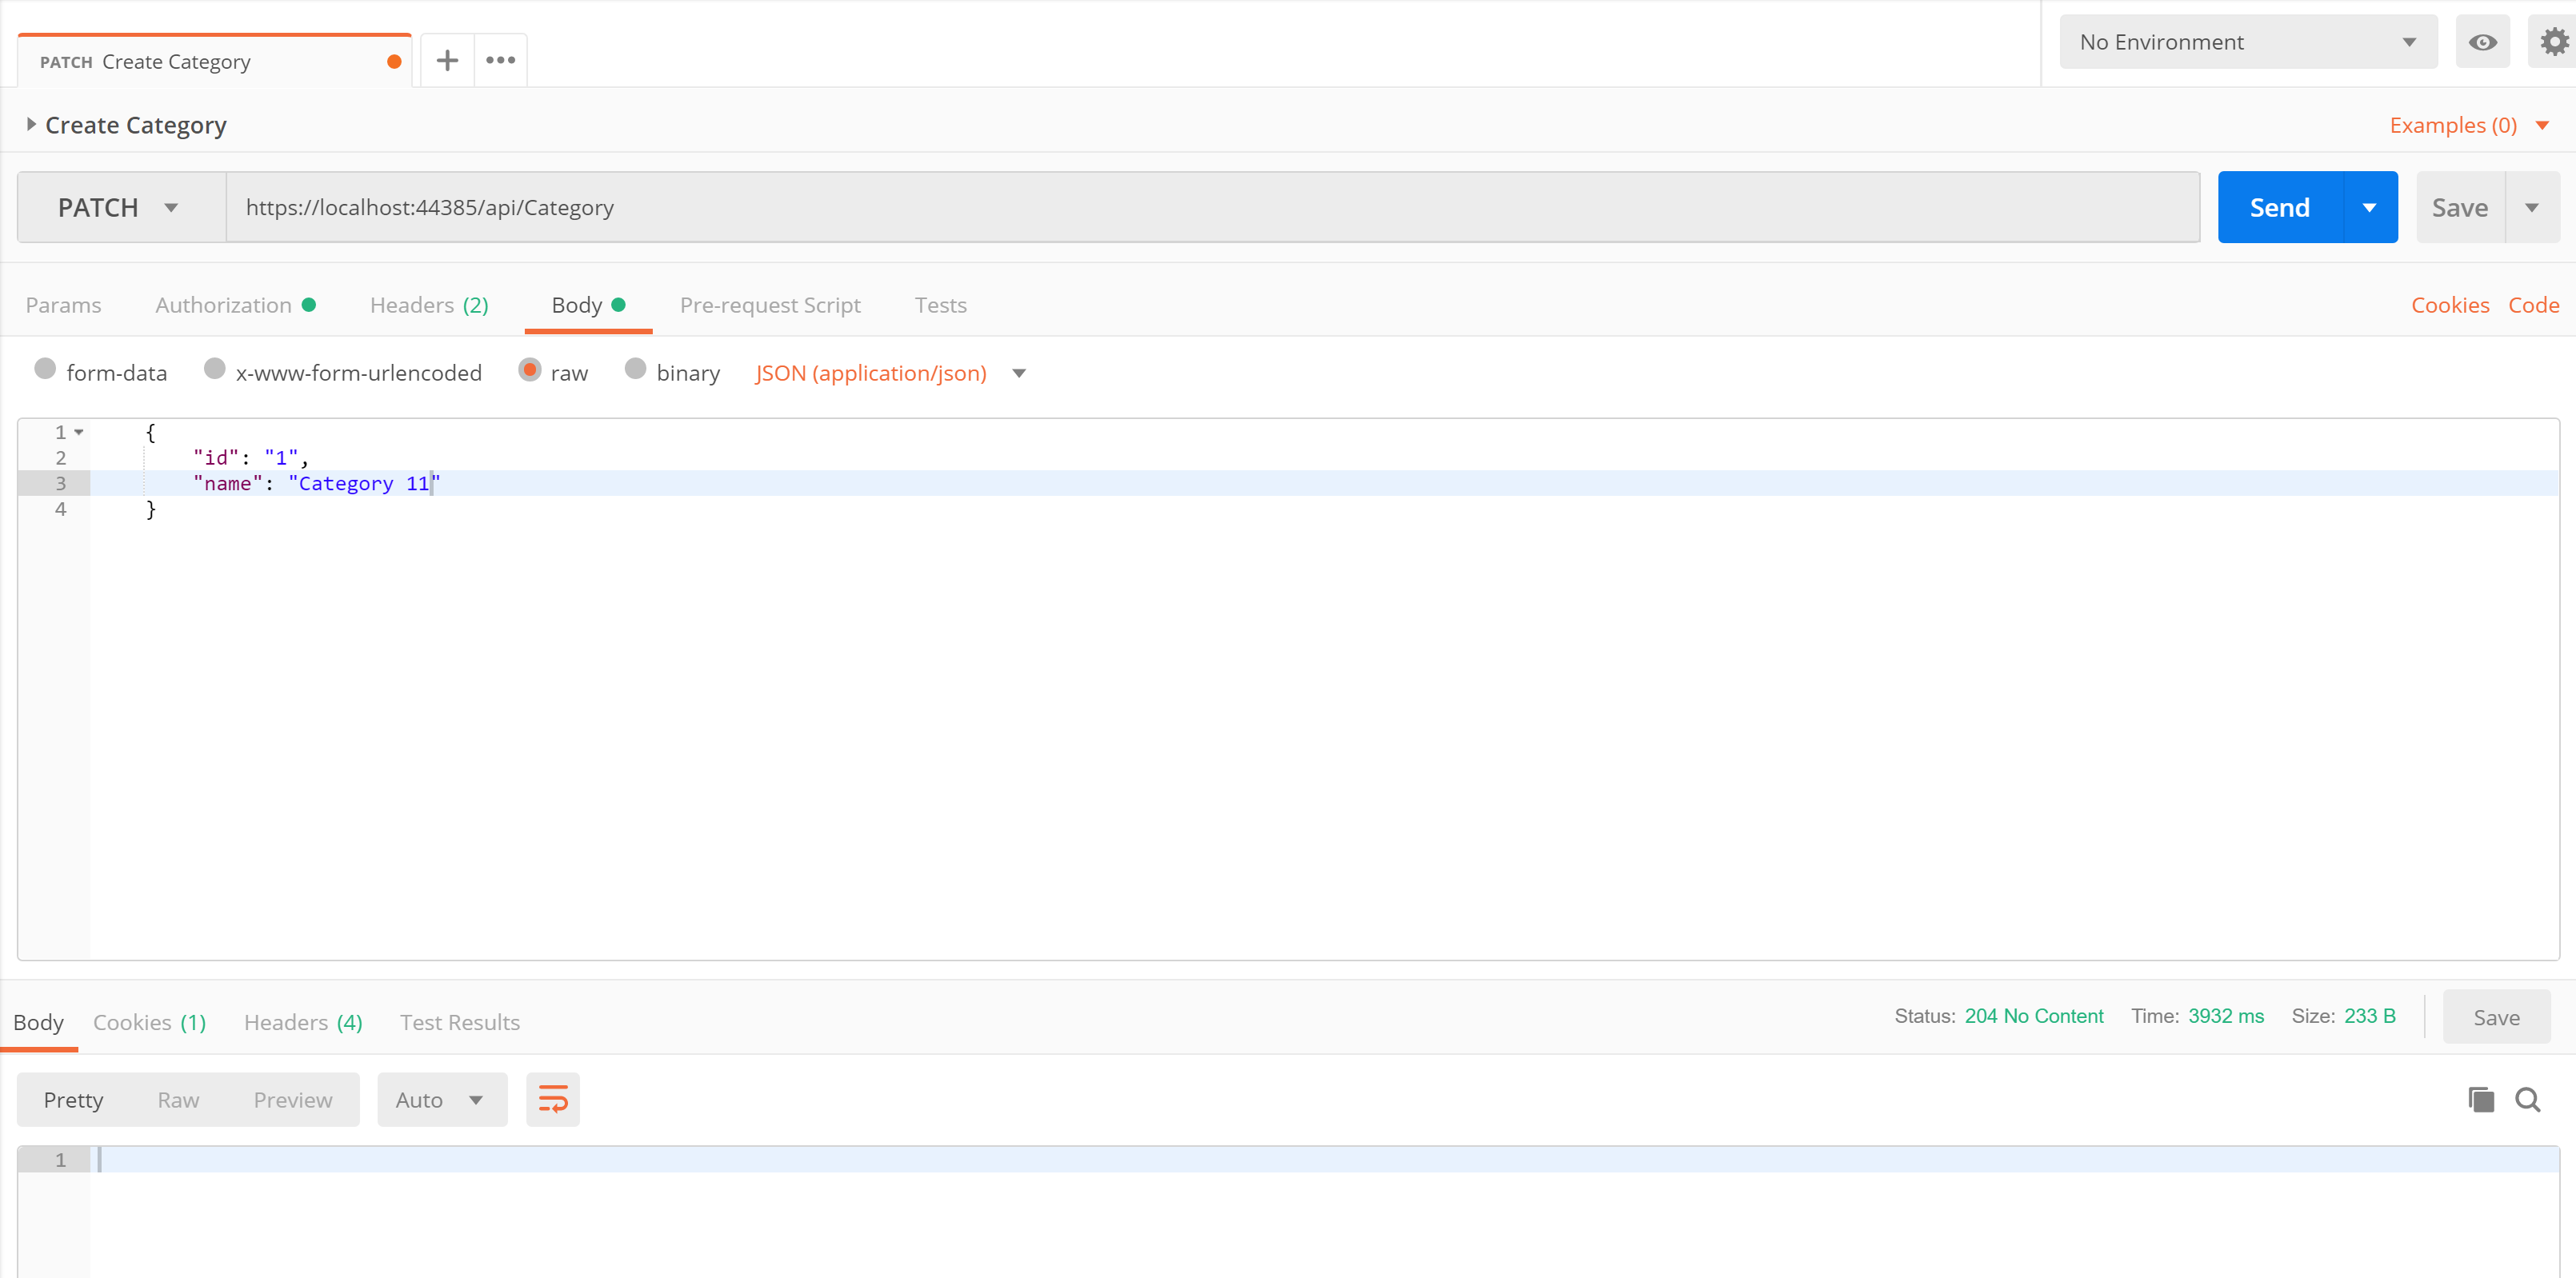 PATCH Create Category
No Environment
Create Category
Examples (0)
PATCH
https://localhost:44385/api/Category
Send
Save
Params Authorization Headers (2) Body Pre-request Script Tests
Cookies Code
form-data x-www-form-urlencoded raw binary JSON (application/json)
1 {
2 "id": "1",
3 "name": "Category 11"
4 }
Body Cookies (1) Headers (4) Test Results
Status: 204 No Content Time: 3932 ms Size: 233 B
Save
Pretty Raw Preview Auto
1